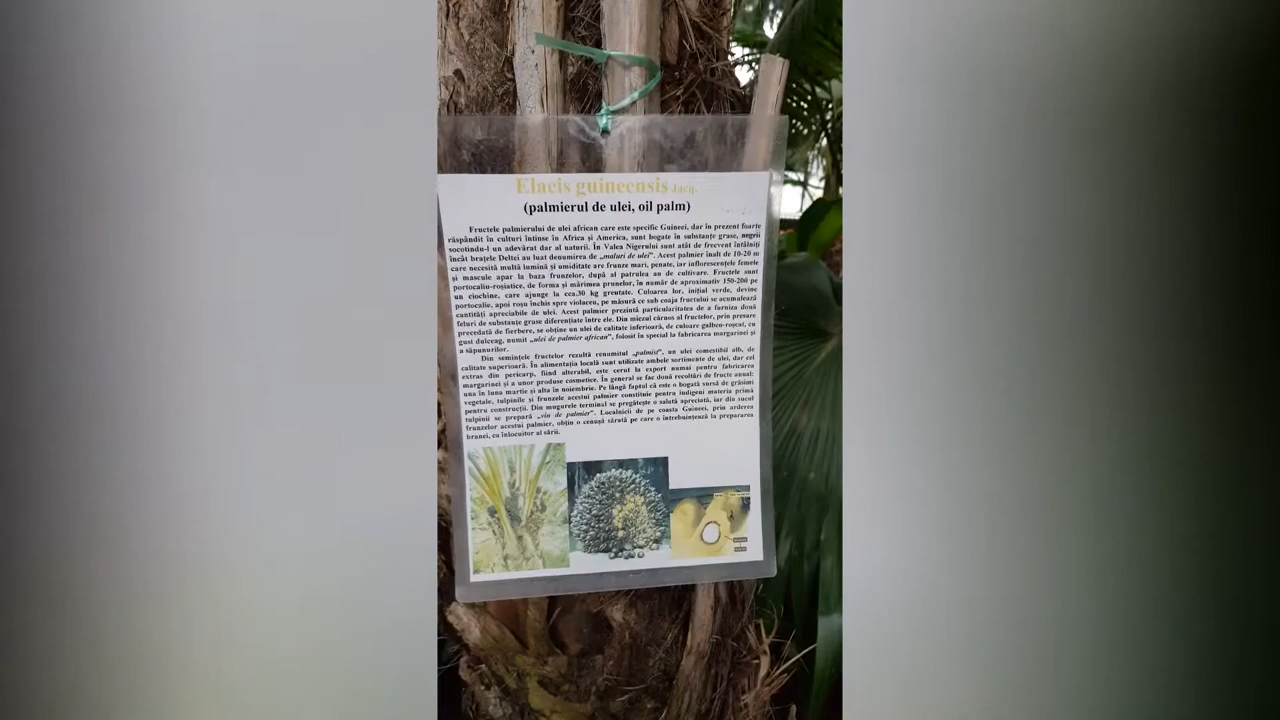 Elaeis guineensis Jacq.
(palmierul de ulei, oil palm)
Fructele palmierului de ulei african care este specific Guineei, dar în prezent foarte
răspândit în culturi întinse în Africa și America, sunt bogate în substanțe grase, negrii
socotindu-l un adevărat dar al naturii. În Valea Nigerului sunt atât de frecvent întâlniți
încât brațele Deltei au luat denumirea de „maluri de ulei". Acest palmier înalt de 10-20 m
care necesită multă lumină și umiditate are frunze mari, penate, iar inflorescențele femele
și mascule apar la baza frunzelor, după al patrulea an de cultivare. Fructele sunt
portocaliu-roșiatice, de forma și mărimea prunelor, în număr de aproximativ 150-200 pe
un ciochine, care ajunge la cca.30 kg greutate. Culoarea lor, inițial verde, devine
portocalie, apoi roșu închis spre violaceu, pe măsură ce sub coaja fructului se acumulează
cantități apreciabile de ulei. Acest palmier prezintă particularitatea de a furniza două
feluri de substanțe grase diferențiate între ele. Din miezul cărnos al fructelor, prin presare
precedată de fierbere, se obține un ulei de calitate inferioară, de culoare galben-roșcat, cu
gust dulceag, numit „ulei de palmier african", folosit în special la fabricarea margarinei și
a săpunurilor.
Din semințele fructelor rezultă renumitul „palmist", un ulei comestibil alb, de
calitate superioară. În alimentația locală sunt utilizate ambele sortimente de ulei, dar cel
extras din pericarp, fiind alterabil, este cerut la export numai pentru fabricarea
margarinei și a unor produse cosmetice. În general se fac două recoltări de fructe anual:
una în luna martie și alta în noiembrie. Pe lângă faptul că este o bogată sursă de grăsimi
vegetale, tulpinile și frunzele acestui palmier constituie pentru indigeni materia primă
pentru construcții. Din mugurele terminal se pregătește o salată apreciată, iar din sucul
tulpinii se prepară „vin de palmier". Localnicii de pe coasta Guineei, prin arderea
frunzelor acestui palmier, obțin o cenușă sărată pe care o întrebuințează la prepararea
hranei, ca înlocuitor al sării.